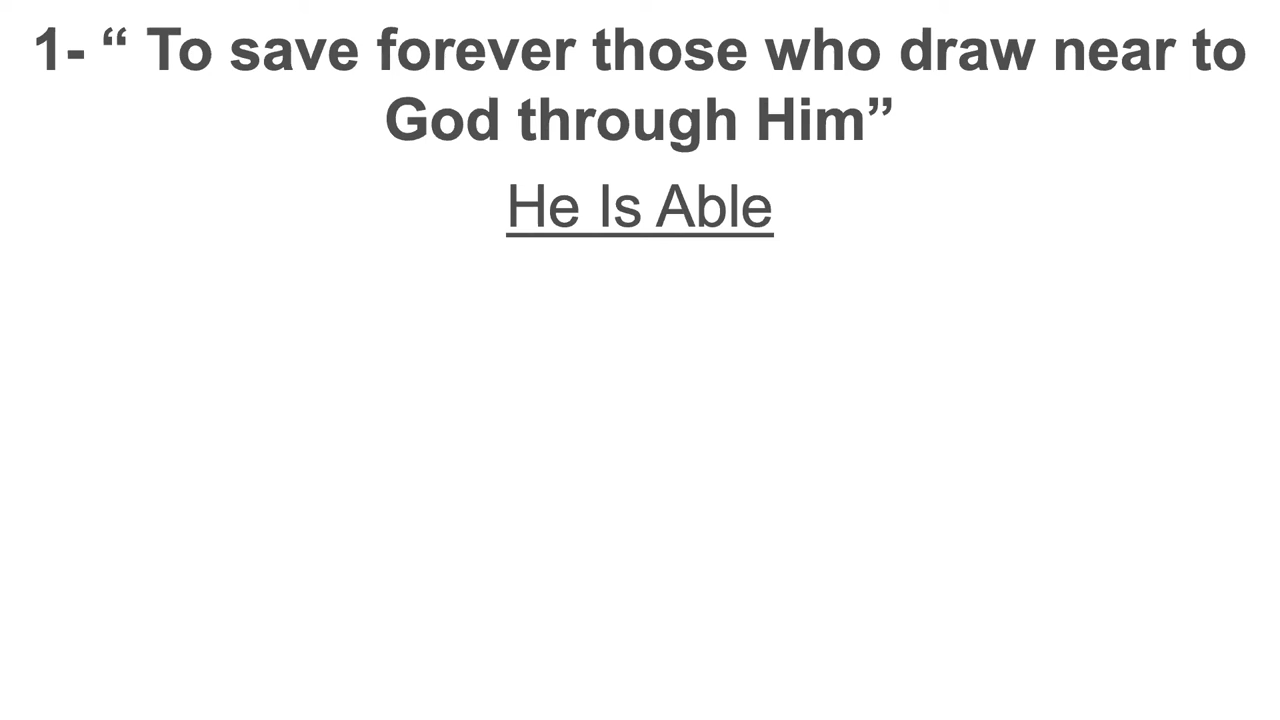 1- “ To save forever those who draw near to
God through Him”
He Is Able